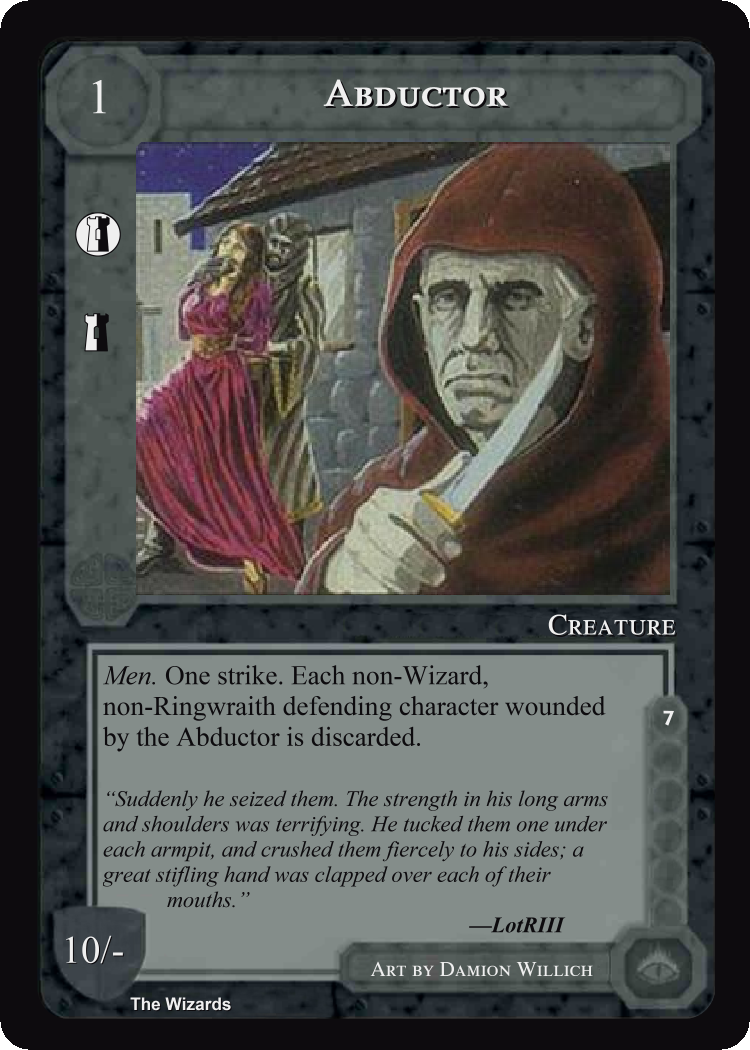 1
ABDUCTOR
CREATURE
Men. One strike. Each non-Wizard,
non-Ringwraith defending character wounded
by the Abductor is discarded.
7
“Suddenly he seized them. The strength in his long arms
and shoulders was terrifying. He tucked them one under
each armpit, and crushed them fiercely to his sides; a
great stifling hand was clapped over each of their
mouths.”
—LotRIII
10/-
ART BY DAMION WILLICH
The Wizards